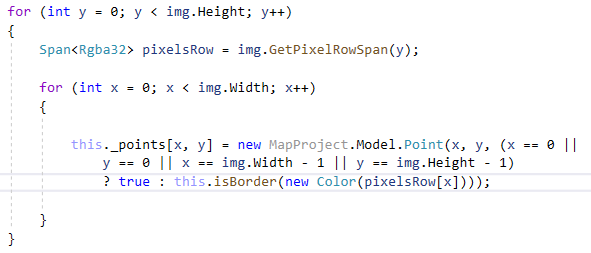 for (int y = 0; y < img.Height; y++)
{
    Span<Rgba32> pixelsRow = img.GetPixelRowSpan(y);
    for (int x = 0; x < img.Width; x++)
    {
        this._points[x, y] = new MapProject.Model.Point(x, y, (x == 0 ||
            y == 0 || x == img.Width - 1 || y == img.Height - 1)
            ? true : this.isBorder(new Color(pixelsRow[x])));
    }
}